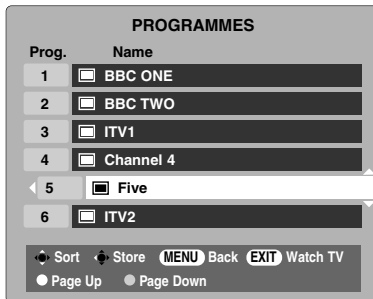 PROGRAMMES
Prog. Name
1 BBC ONE
2 BBC TWO
3 ITV1
4 Channel 4
5 Five
6 ITV2
Sort Store MENU Back EXIT Watch TV
Page Up Page Down